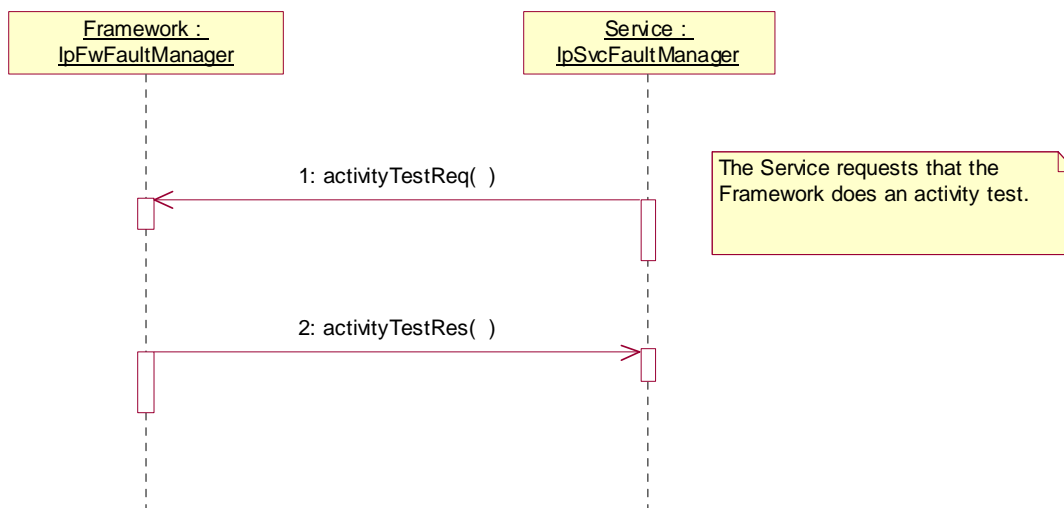 Framework :
IpFwFaultManager
Service :
IpSvcFaultManager
1: activityTestReq( )
The Service requests that the
Framework does an activity test.
2: activityTestRes( )